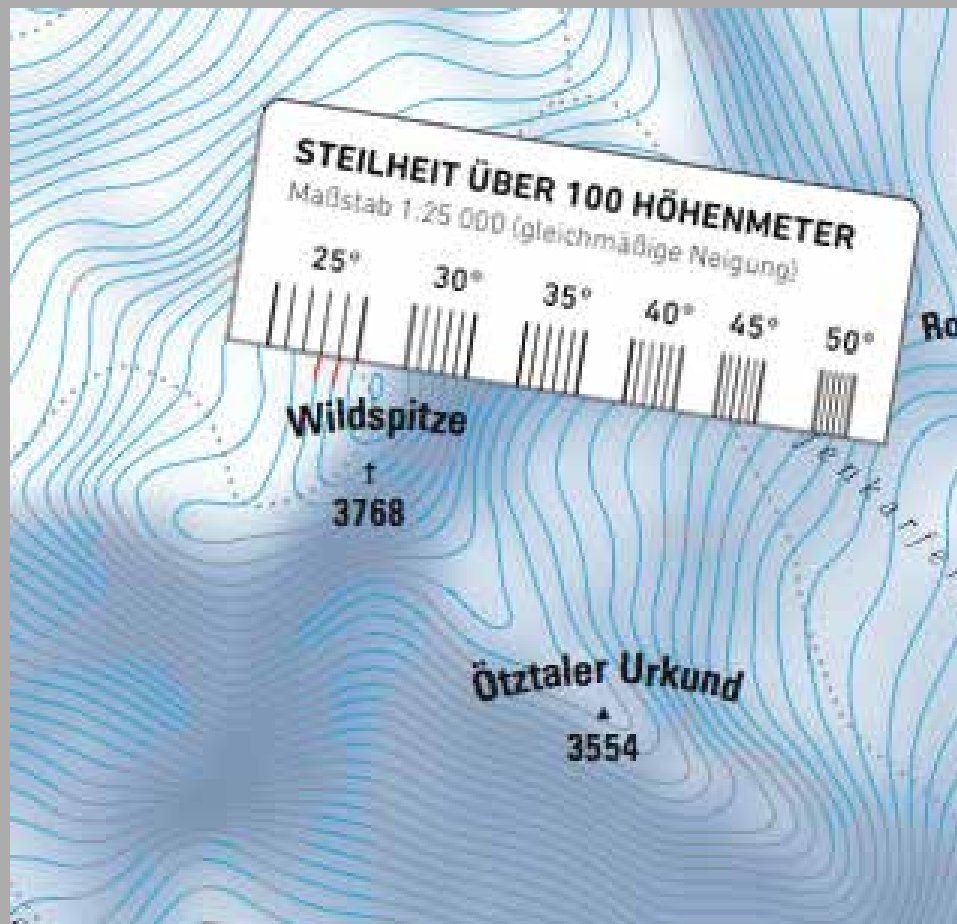 STEILHEIT ÜBER 100 HÖHENMETER
Maßstab 1:25 000 (gleichmäßige Neigung)
25° 30° 35° 40° 45° 50°
Wildspitze
3768
Ötztaler Urkund
3554